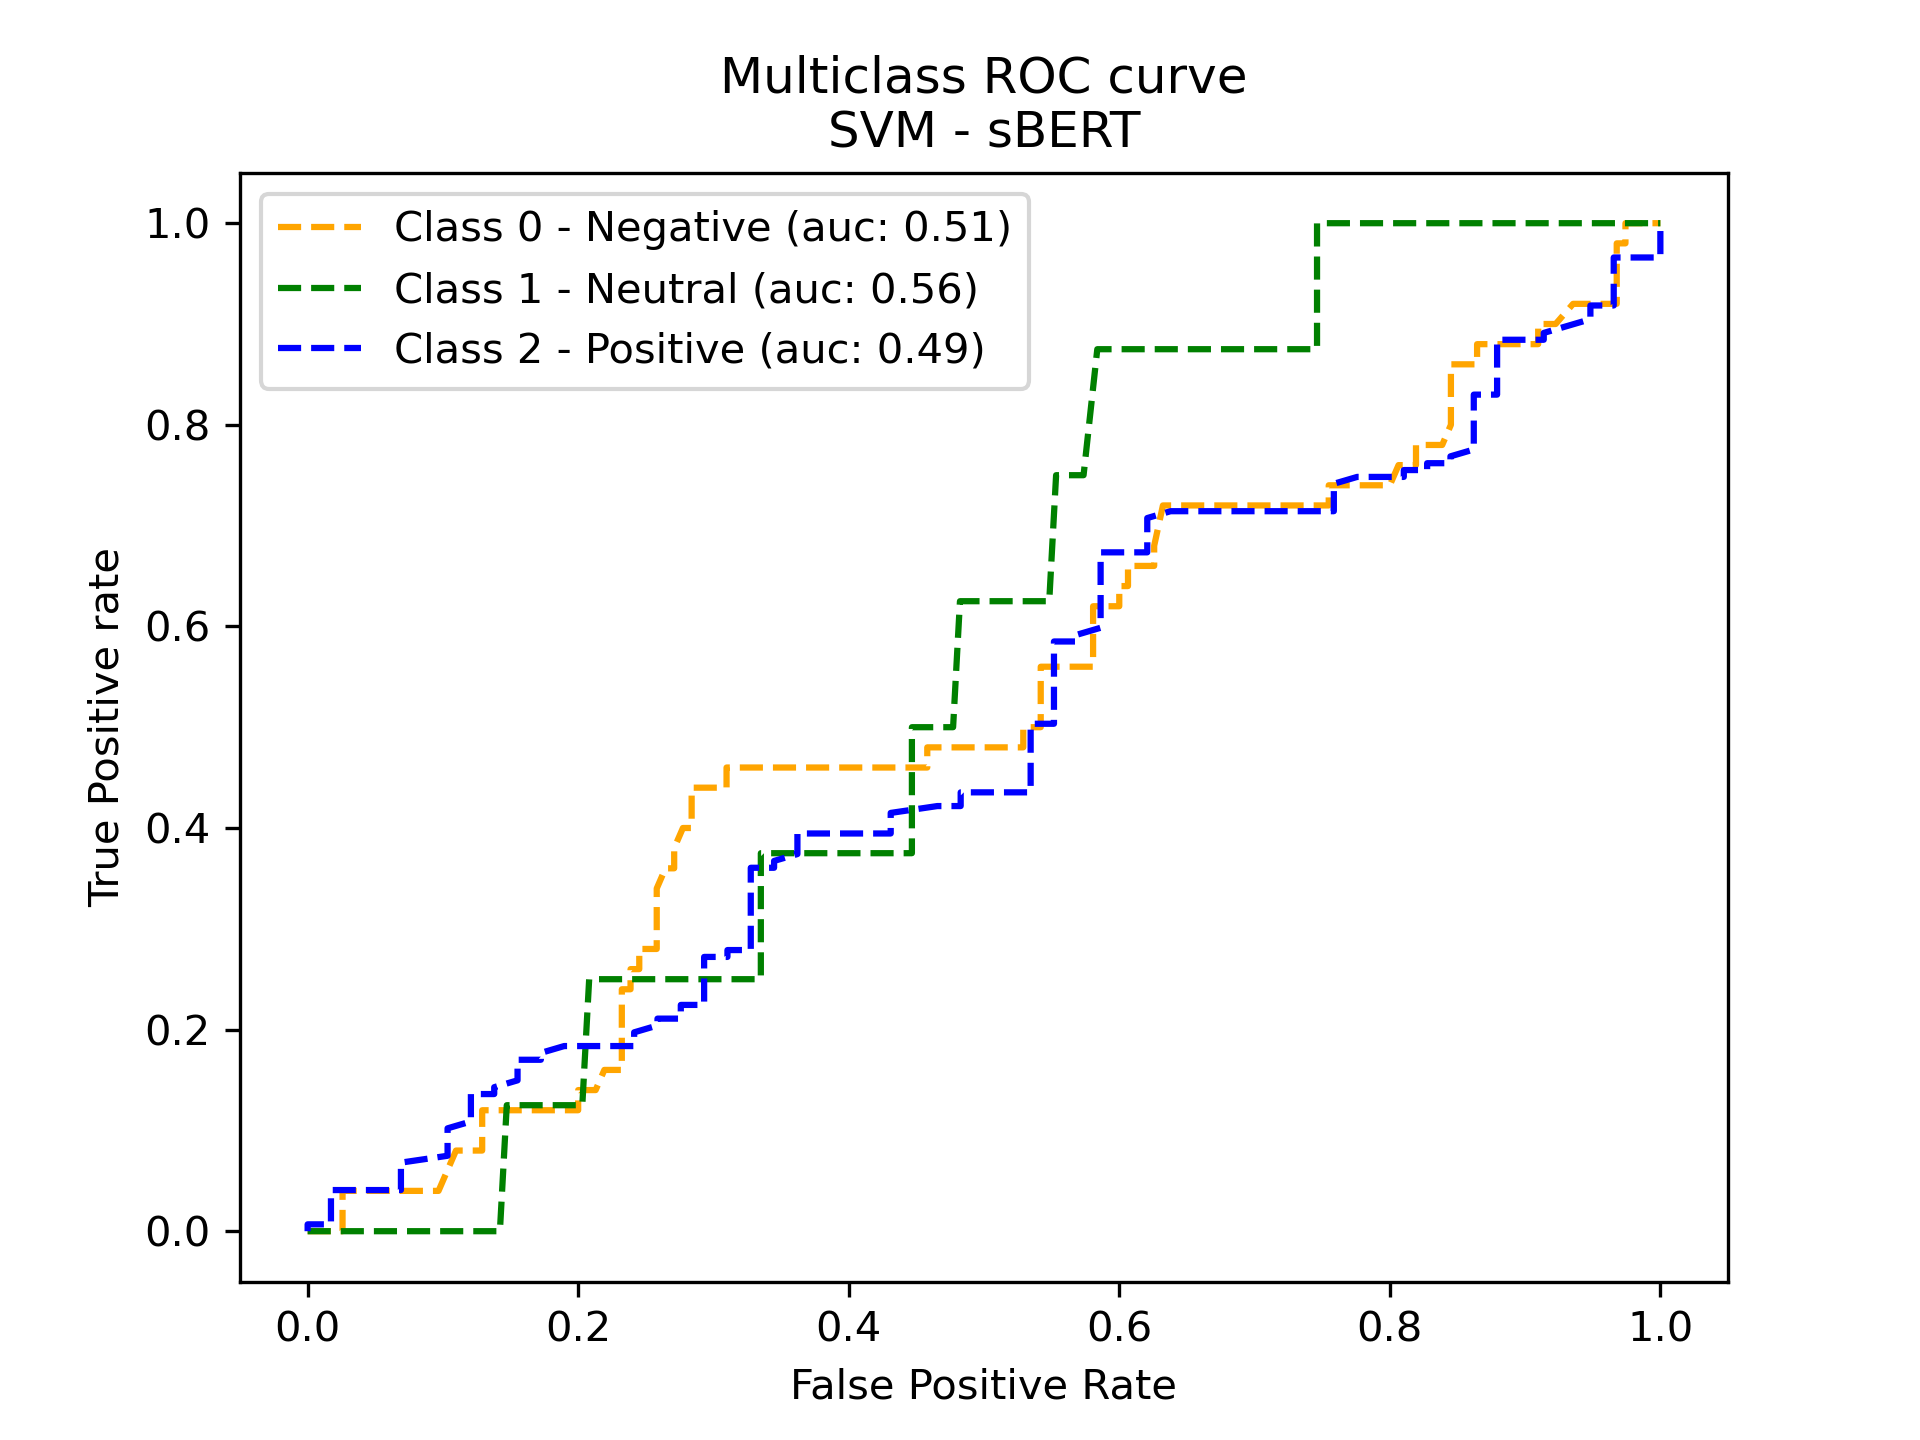 Multiclass ROC curve
SVM - sBERT
Class 0 - Negative (auc: 0.51)
Class 1 - Neutral (auc: 0.56)
Class 2 - Positive (auc: 0.49)
True Positive rate
1.0
0.8
0.6
0.4
0.2
0.0
0.0 0.2 0.4 0.6 0.8 1.0
False Positive Rate